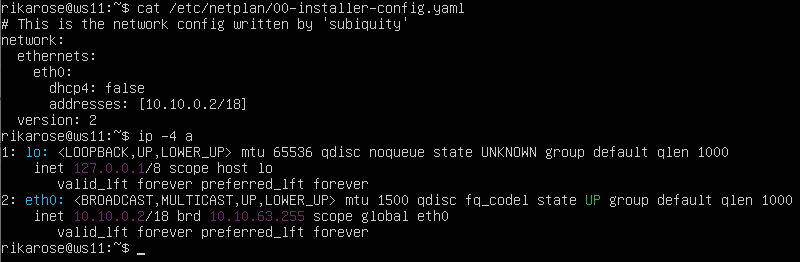 rikarose@ws11:~$ cat /etc/netplan/00-installer-config.yaml
# This is the network config written by 'subiquity'
network:
  ethernets:
    eth0:
      dhcp4: false
      addresses: [10.10.0.2/18]
  version: 2
rikarose@ws11:~$ ip -4 a
1: lo: <LOOPBACK,UP,LOWER_UP> mtu 65536 qdisc noqueue state UNKNOWN group default qlen 1000
    inet 127.0.0.1/8 scope host lo
       valid_lft forever preferred_lft forever
2: eth0: <BROADCAST,MULTICAST,UP,LOWER_UP> mtu 1500 qdisc fq_codel state UP group default qlen 1000
    inet 10.10.0.2/18 brd 10.10.63.255 scope global eth0
       valid_lft forever preferred_lft forever
rikarose@ws11:~$ _